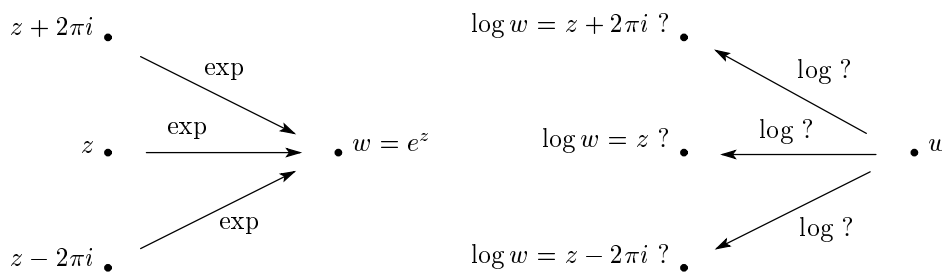 z + 2πi
exp
exp
z
w = e^z
exp
z − 2πi
log w = z + 2πi ?
log ?
log ?
log w = z ?
w
log ?
log w = z − 2πi ?